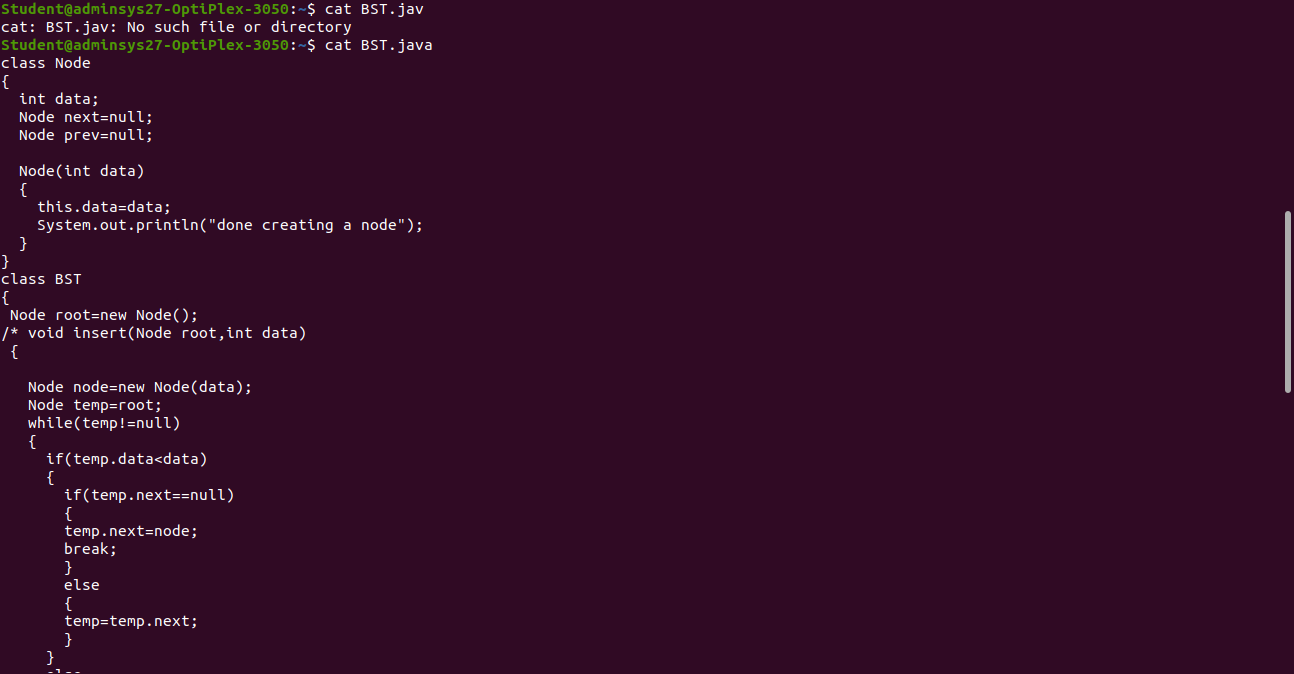 Student@adminsys27-OptiPlex-3050:~$ cat BST.jav
cat: BST.jav: No such file or directory
Student@adminsys27-OptiPlex-3050:~$ cat BST.java
class Node
{
  int data;
  Node next=null;
  Node prev=null;

  Node(int data)
  {
    this.data=data;
    System.out.println("done creating a node");
  }
}
class BST
{
 Node root=new Node();
/* void insert(Node root,int data)
 {

   Node node=new Node(data);
   Node temp=root;
   while(temp!=null)
   {
     if(temp.data<data)
     {
       if(temp.next==null)
       {
       temp.next=node;
       break;
       }
       else
       {
       temp=temp.next;
       }
     }